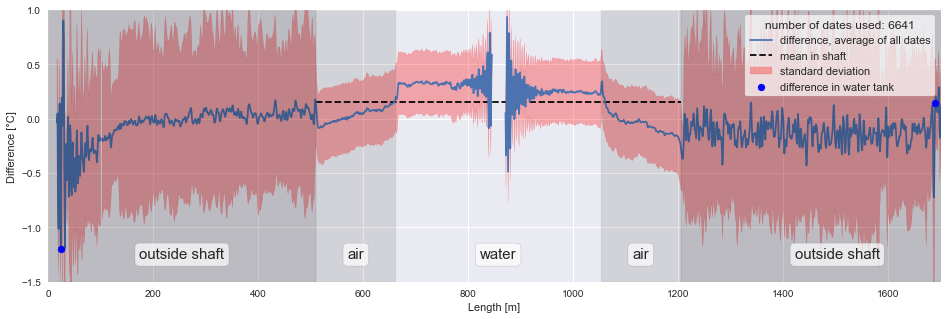 1.0
0.5
0.0
−0.5
−1.0
−1.5
Difference [°C]
number of dates used: 6641
difference, average of all dates
mean in shaft
standard deviation
difference in water tank
outside shaft
air
water
air
outside shaft
0
200
400
600
800
1000
1200
1400
1600
Length [m]